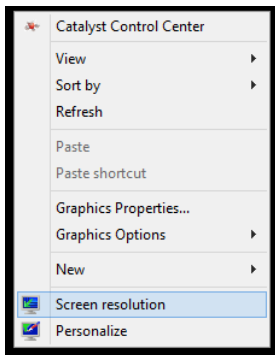 Catalyst Control Center
View
Sort by
Refresh
Paste
Paste shortcut
Graphics Properties...
Graphics Options
New
Screen resolution
Personalize